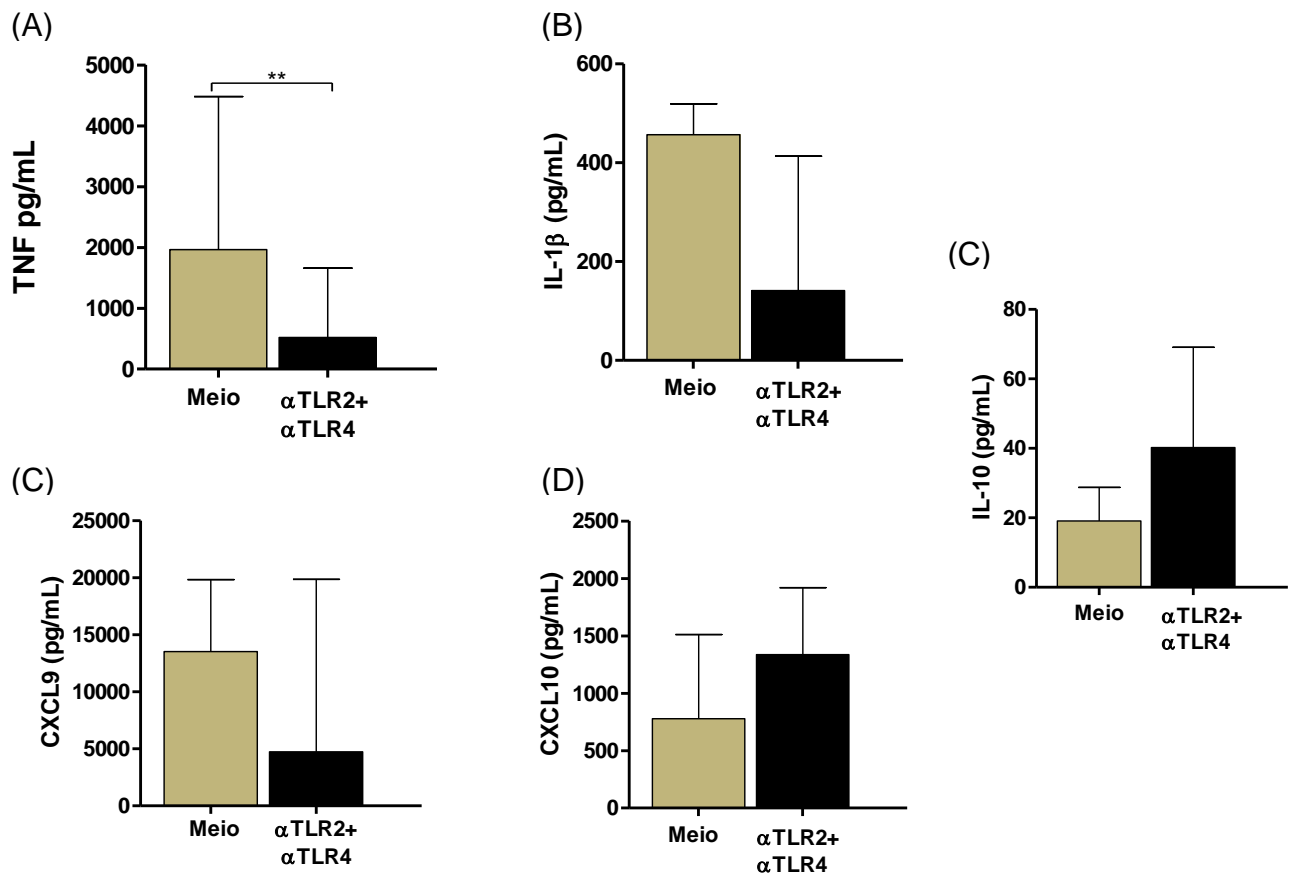 (A)
TNF pg/mL
5000
4000
3000
2000
1000
0
**
Meio
αTLR2+
αTLR4
(B)
IL-1β (pg/mL)
600
400
200
0
Meio
αTLR2+
αTLR4
(C)
IL-10 (pg/mL)
80
60
40
20
0
Meio
αTLR2+
αTLR4
(C)
CXCL9 (pg/mL)
25000
20000
15000
10000
5000
0
Meio
αTLR2+
αTLR4
(D)
CXCL10 (pg/mL)
2500
2000
1500
1000
500
0
Meio
αTLR2+
αTLR4